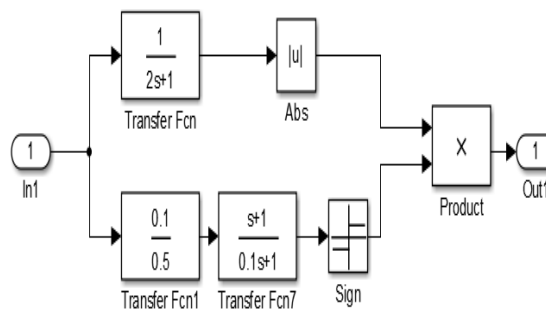 1
2s+1
Transfer Fcn
|u|
Abs
1
In1
×
Product
1
Out1
0.1
0.5
Transfer Fcn1
s+1
0.1s+1
Transfer Fcn7
Sign